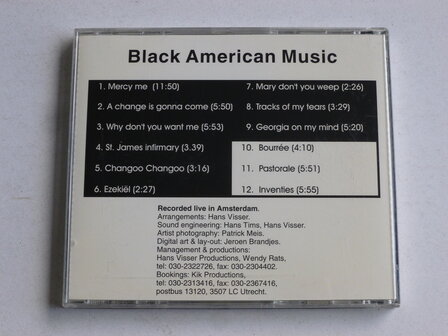 Black American Music
1. Mercy me (11:50)
2. A change is gonna come (5:50)
3. Why don't you want me (5:53)
4. St. James infirmary (3.39)
5. Changoo Changoo (3:16)
6. Ezekiël (2:27)
7. Mary don't you weep (2:26)
8. Tracks of my tears (3:29)
9. Georgia on my mind (5:20)
10. Bourrée (4:10)
11. Pastorale (5:51)
12. Inventies (5:55)
Recorded live in Amsterdam.
Arrangements: Hans Visser.
Sound engineering: Hans Tims, Hans Visser.
Artist photography: Patrick Meis.
Digital art & lay-out: Jeroen Brandjes.
Management & productions:
Hans Visser Productions, Wendy Rats,
tel: 030-2322726, fax: 030-2304402.
Bookings: Kik Productions,
tel: 030-2313416, fax: 030-2367416,
postbus 13120, 3507 LC Utrecht.